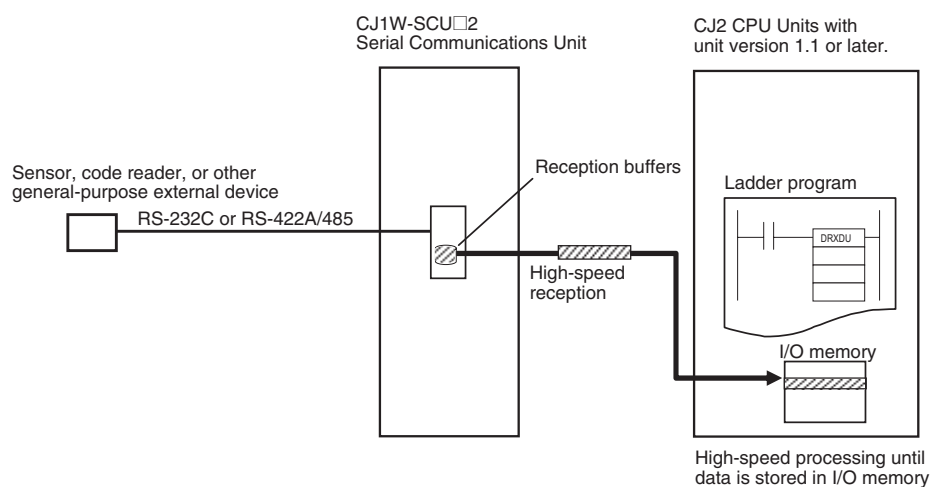 CJ1W-SCU□2
Serial Communications Unit
CJ2 CPU Units with
unit version 1.1 or later.
Sensor, code reader, or other
general-purpose external device
RS-232C or RS-422A/485
Reception buffers
High-speed
reception
Ladder program
DRXDU
I/O memory
High-speed processing until
data is stored in I/O memory